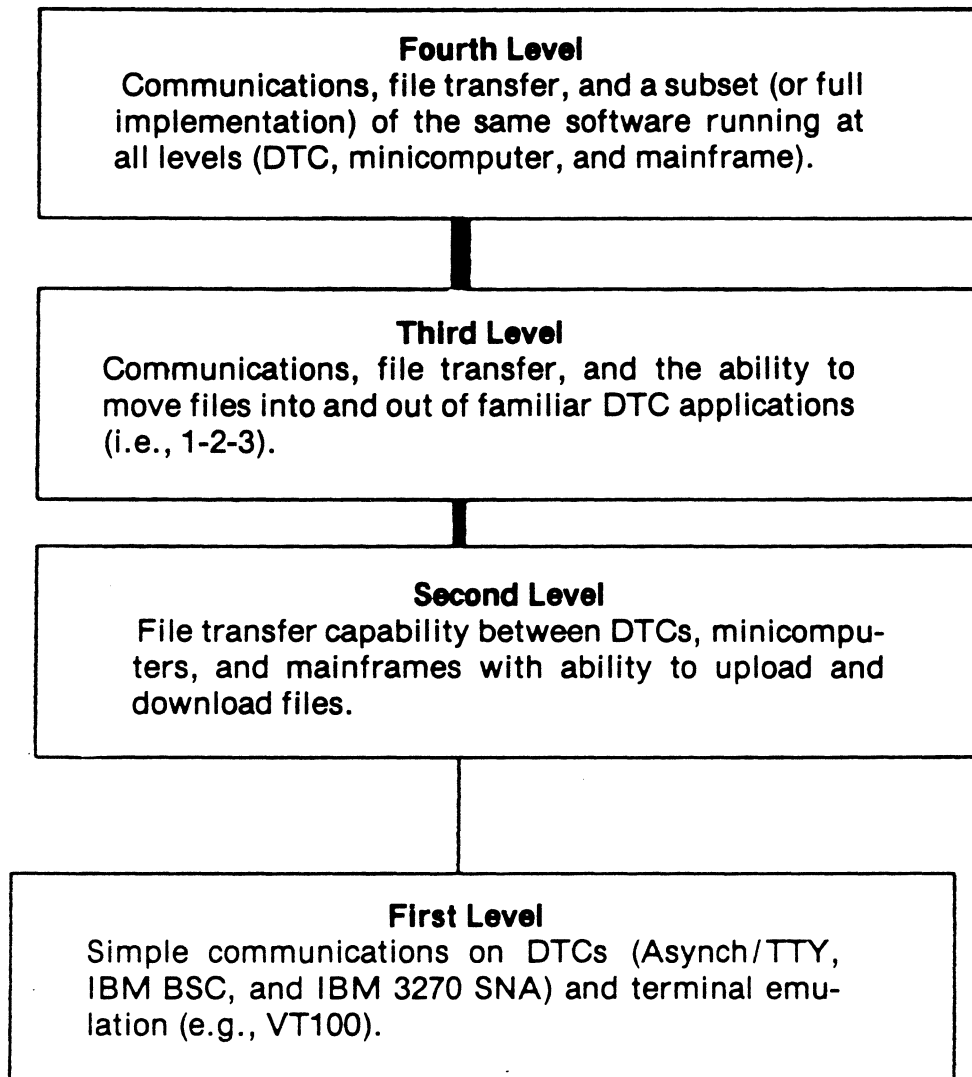 Fourth Level
Communications, file transfer, and a subset (or full
implementation) of the same software running at
all levels (DTC, minicomputer, and mainframe).
Third Level
Communications, file transfer, and the ability to
move files into and out of familiar DTC applications
(i.e., 1-2-3).
Second Level
File transfer capability between DTCs, minicompu-
ters, and mainframes with ability to upload and
download files.
First Level
Simple communications on DTCs (Asynch/TTY,
IBM BSC, and IBM 3270 SNA) and terminal emu-
lation (e.g., VT100).